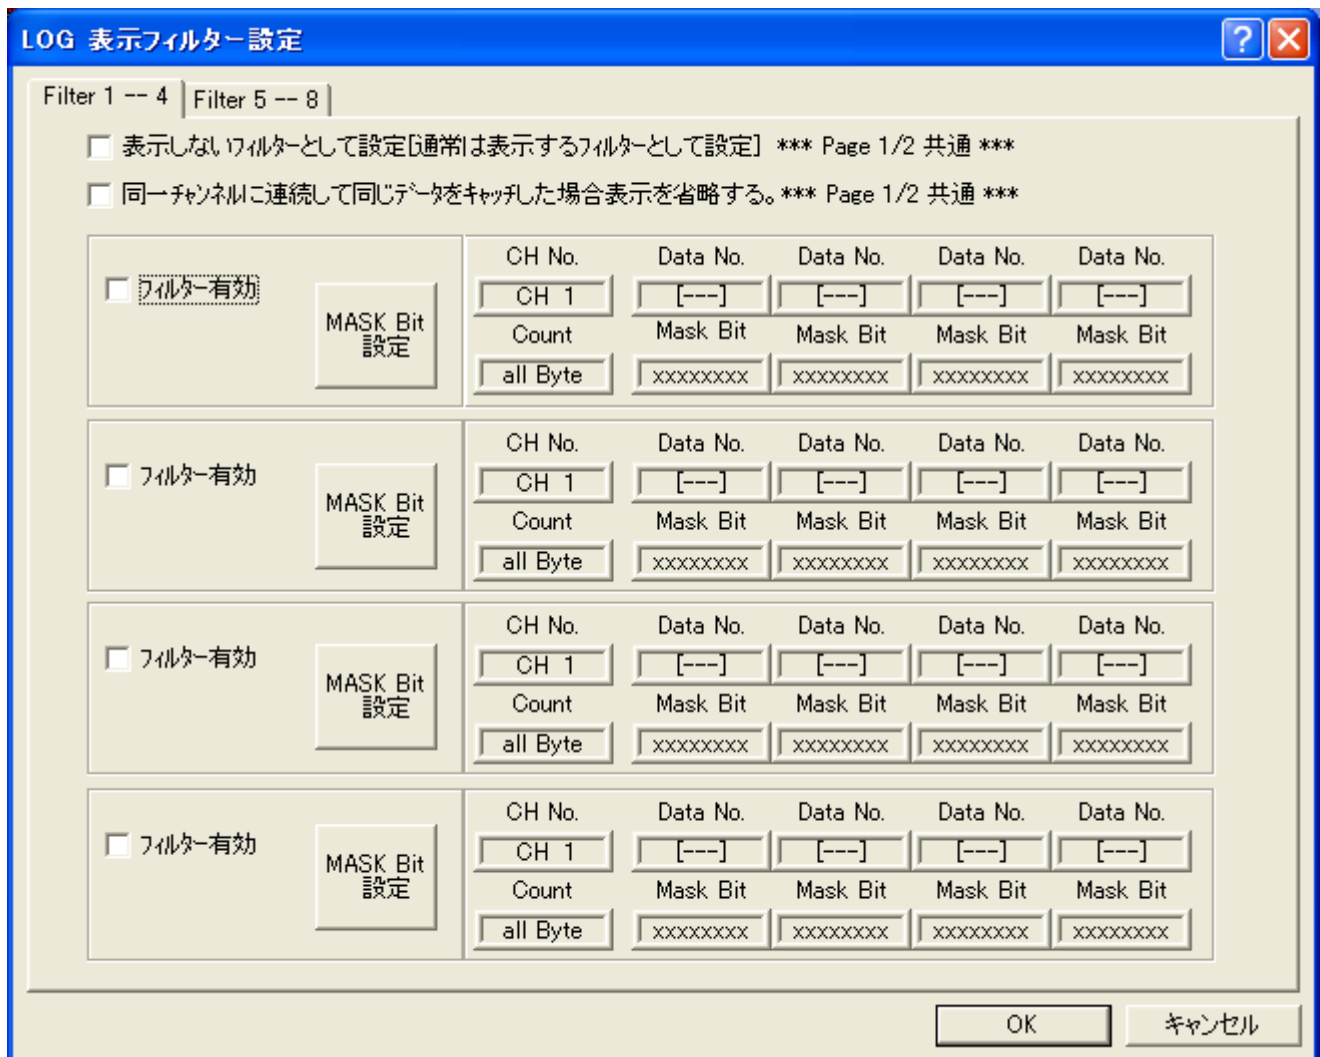 LOG 表示フィルター設定
Filter 1 -- 4 Filter 5 -- 8
表示しないフィルターとして設定[通常は表示するフィルターとして設定] *** Page 1/2 共通 ***
同一チャンネルに連続して同じデータをキャッチした場合表示を省略する。*** Page 1/2 共通 ***
CH No. Data No. Data No. Data No. Data No.
フィルター有効 CH 1 [---] [---] [---] [---]
MASK Bit 設定 Count Mask Bit Mask Bit Mask Bit Mask Bit
all Byte xxxxxxxx xxxxxxxx xxxxxxxx xxxxxxxx
CH No. Data No. Data No. Data No. Data No.
フィルター有効 CH 1 [---] [---] [---] [---]
MASK Bit 設定 Count Mask Bit Mask Bit Mask Bit Mask Bit
all Byte xxxxxxxx xxxxxxxx xxxxxxxx xxxxxxxx
CH No. Data No. Data No. Data No. Data No.
フィルター有効 CH 1 [---] [---] [---] [---]
MASK Bit 設定 Count Mask Bit Mask Bit Mask Bit Mask Bit
all Byte xxxxxxxx xxxxxxxx xxxxxxxx xxxxxxxx
CH No. Data No. Data No. Data No. Data No.
フィルター有効 CH 1 [---] [---] [---] [---]
MASK Bit 設定 Count Mask Bit Mask Bit Mask Bit Mask Bit
all Byte xxxxxxxx xxxxxxxx xxxxxxxx xxxxxxxx
OK キャンセル